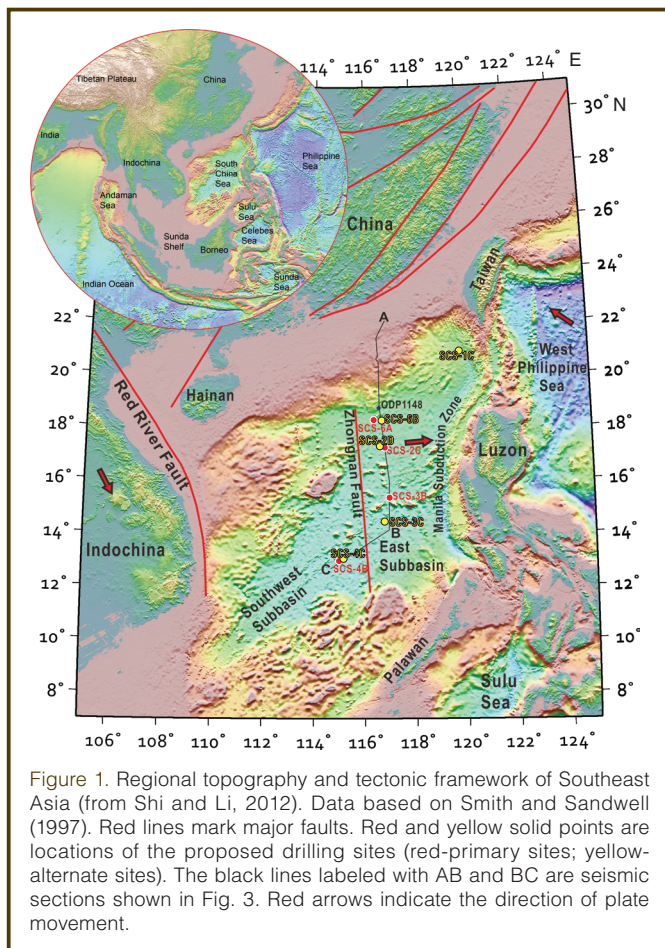 114° 116° 118° 120° 122° 124° E
30° N
28°
26°
24°
22°
20°
18°
16°
14°
12°
10°
8°
Tibetan Plateau
China
India
Indochina
South China Sea
Philippine Sea
Andaman Sea
Sulu Sea
Sunda Shelf
Borneo
Celebes Sea
Indian Ocean
Sunda Sea
China
Taiwan
22°
20°
18°
16°
14°
12°
10°
8°
A
SCS-1C
West Philippine Sea
Hainan
Red River Fault
ODP1148
SCS-6B
SCS-6A
SCS-2D
SCS-2C
Zhongnan Fault
Manila Subduction Zone
Luzon
SCS-3B
SCS-3C
B
Indochina
SCS-4C
C SCS-4B
East Subbasin
Southwest Subbasin
Palawan
Sulu Sea
106° 108° 110° 112° 114° 116° 118° 120° 122° 124°
Figure 1. Regional topography and tectonic framework of Southeast
Asia (from Shi and Li, 2012). Data based on Smith and Sandwell
(1997). Red lines mark major faults. Red and yellow solid points are
locations of the proposed drilling sites (red-primary sites; yellow-
alternate sites). The black lines labeled with AB and BC are seismic
sections shown in Fig. 3. Red arrows indicate the direction of plate
movement.